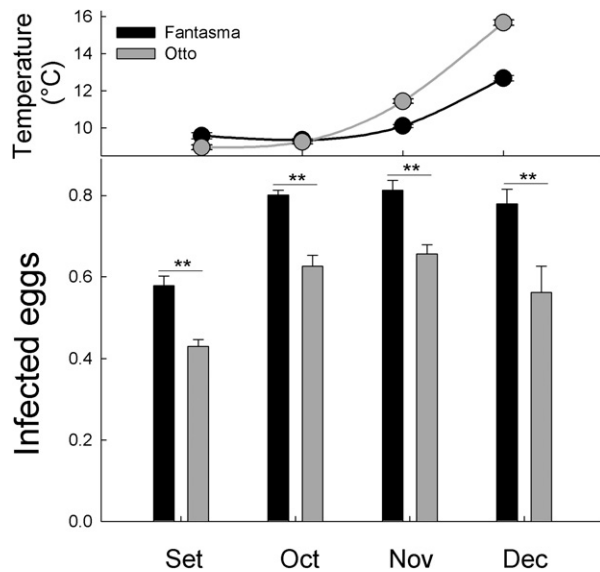 16
14
12
10
Temperature
(°C)
Fantasma
Otto
0.8
0.6
0.4
0.2
0.0
Infected eggs
**
**
**
**
Set Oct Nov Dec